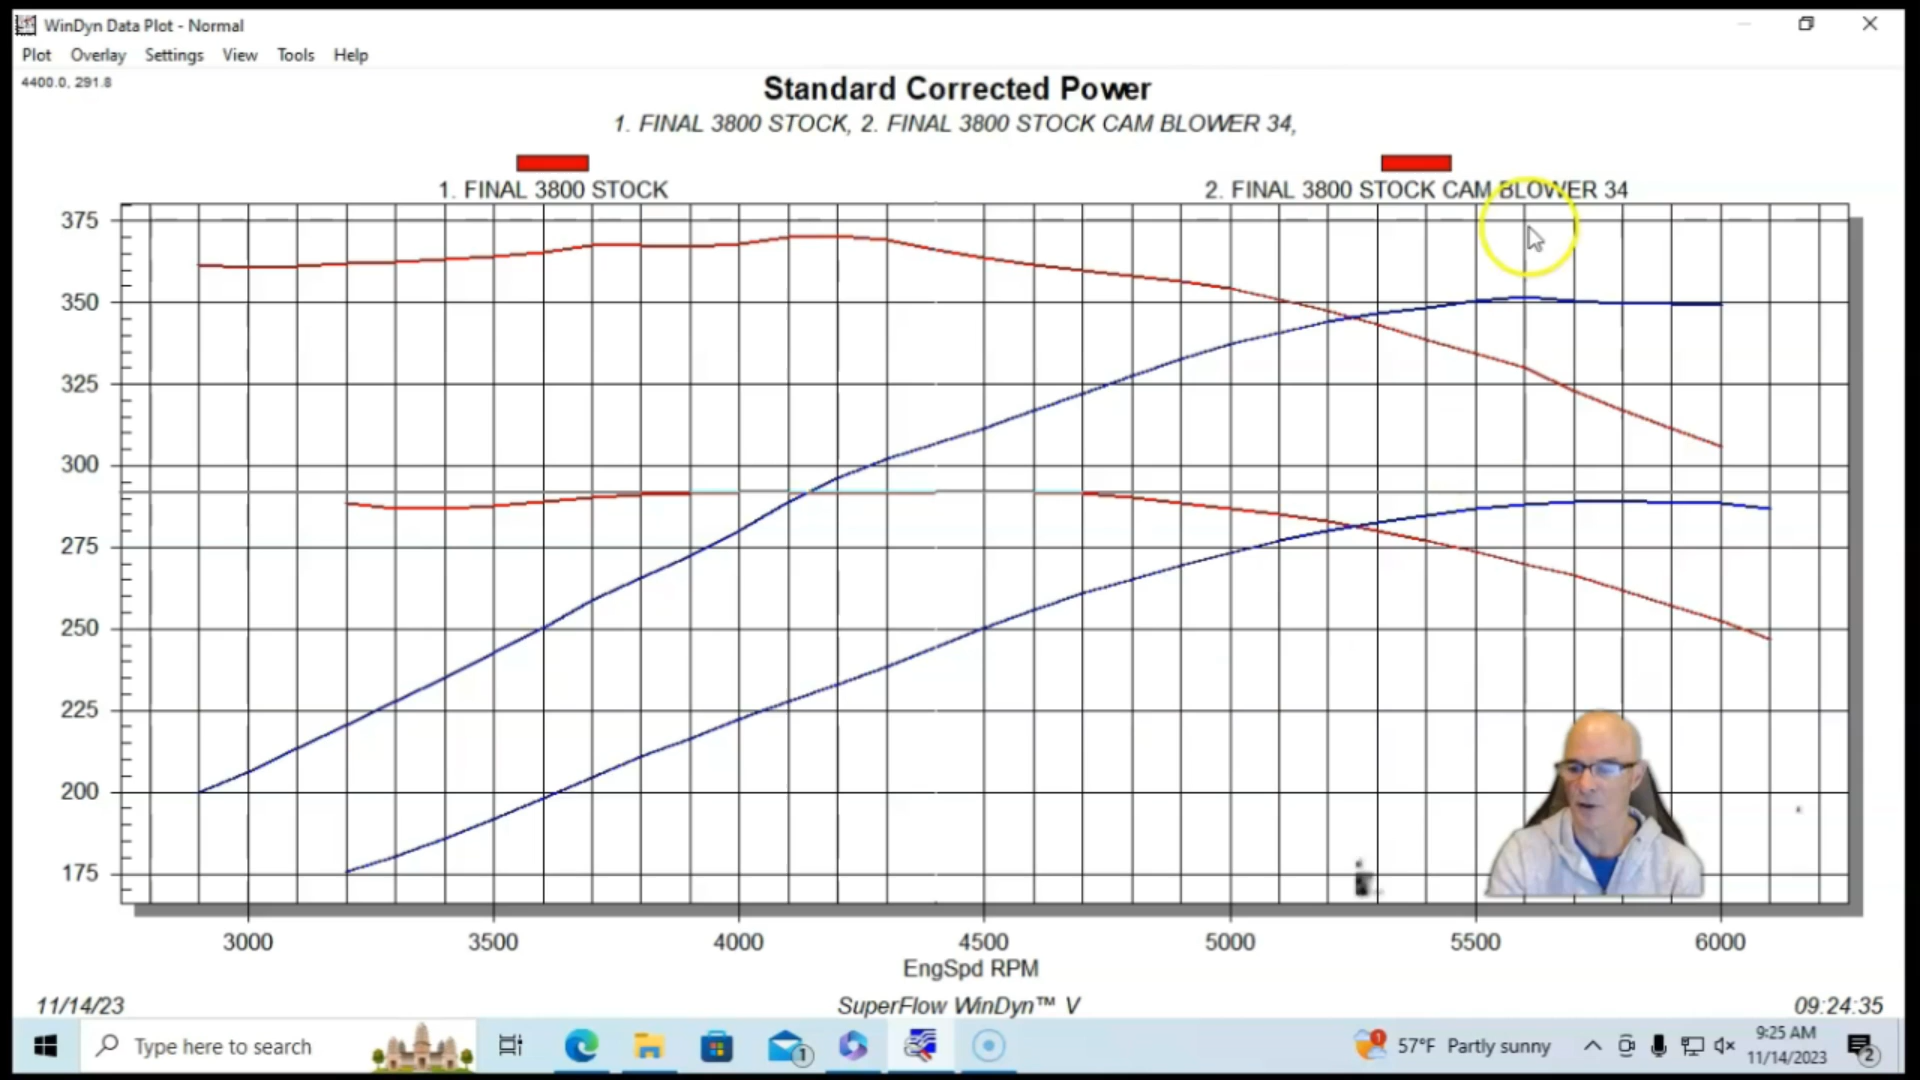 WinDyn Data Plot - Normal
Plot Overlay Settings View Tools Help
4400.0, 291.8
Standard Corrected Power
1. FINAL 3800 STOCK, 2. FINAL 3800 STOCK CAM BLOWER 34,
1. FINAL 3800 STOCK
2. FINAL 3800 STOCK CAM BLOWER 34
375
350
325
300
275
250
225
200
175
3000 3500 4000 4500 5000 5500 6000
EngSpd RPM
11/14/23
SuperFlow WinDyn™ V
09:24:35
Type here to search
1
1
57°F Partly sunny
9:25 AM
11/14/2023
2